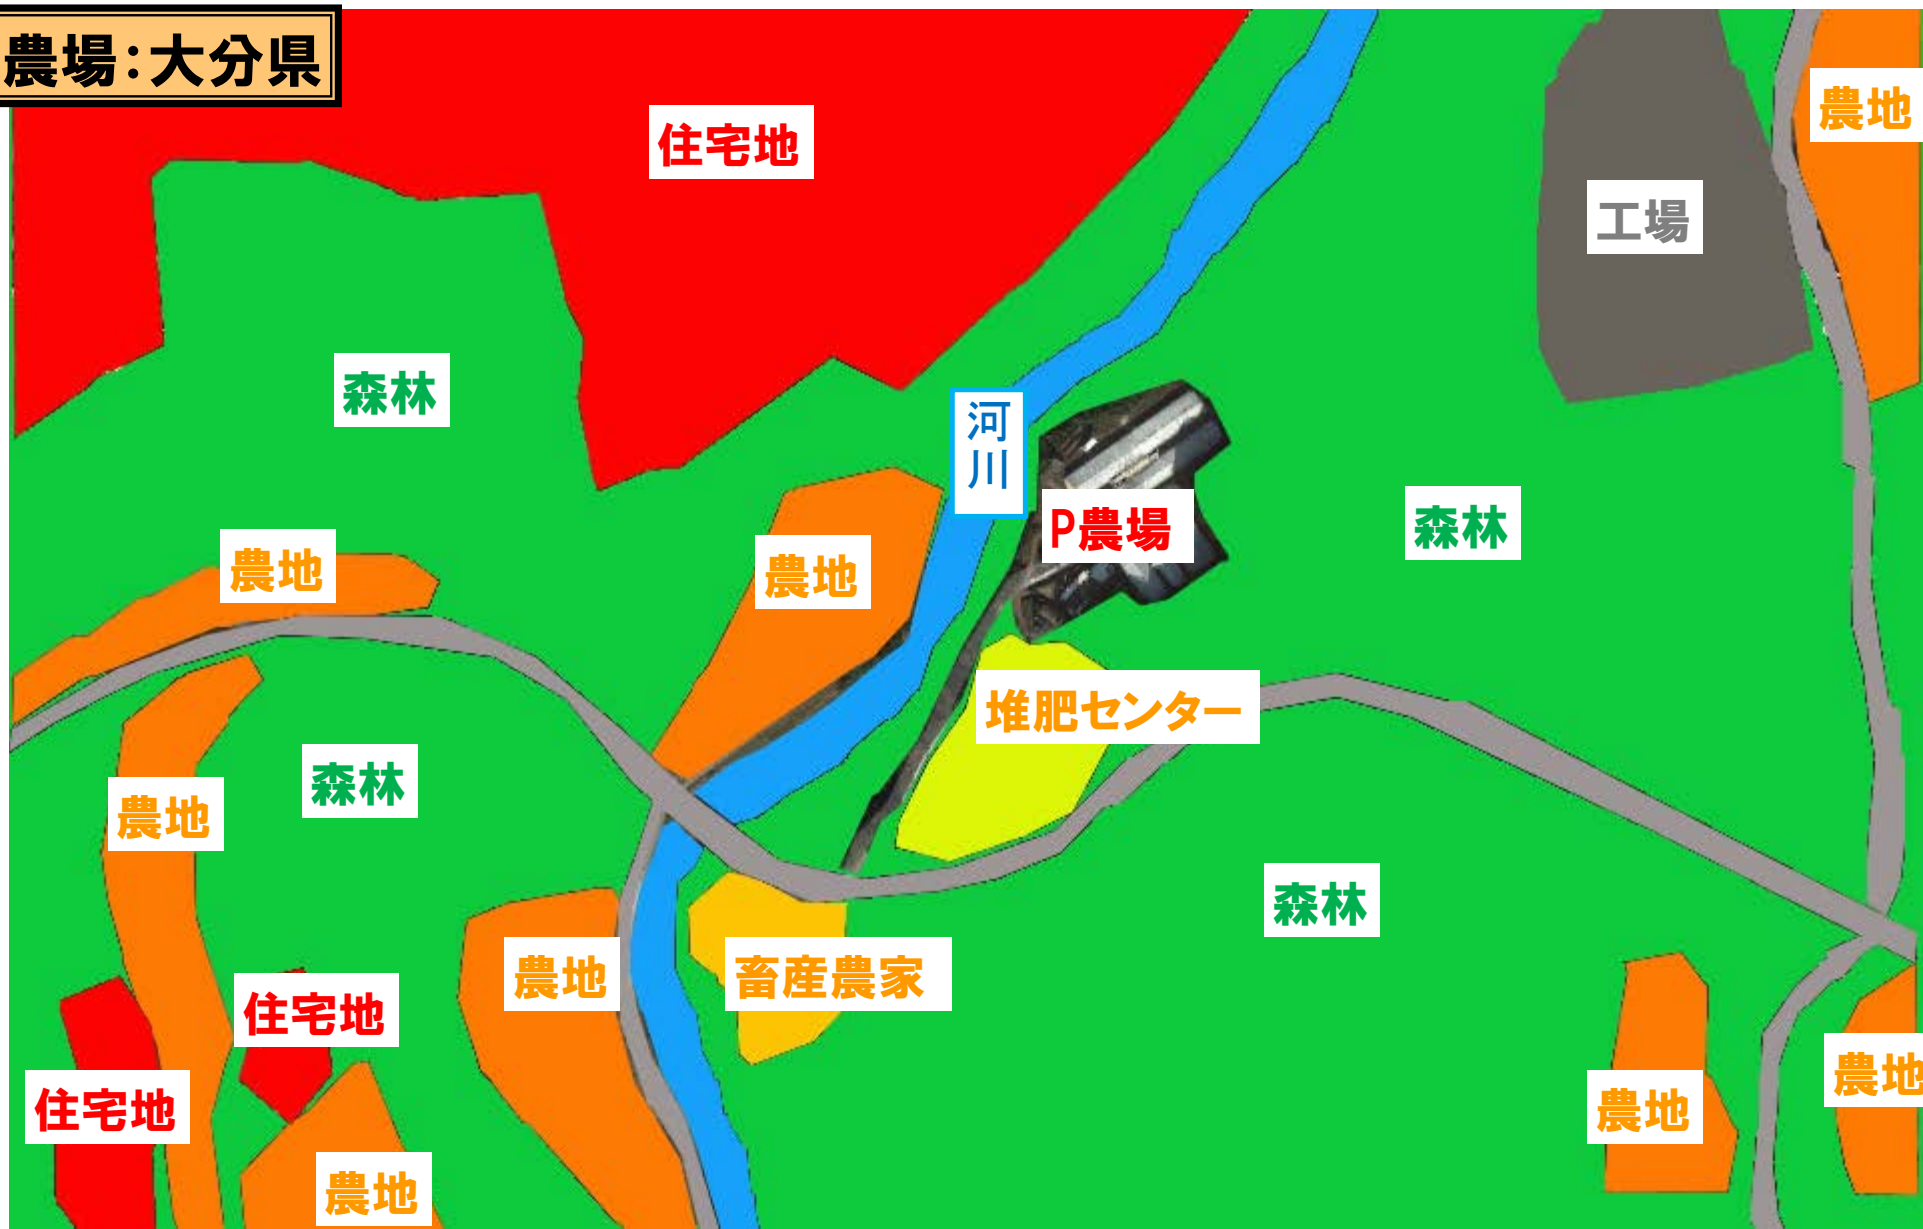 農場：大分県
農地
住宅地
工場
森林
河川
P農場
森林
農地
農地
堆肥センター
森林
農地
森林
農地
畜産農家
住宅地
住宅地
農地
農地
農地